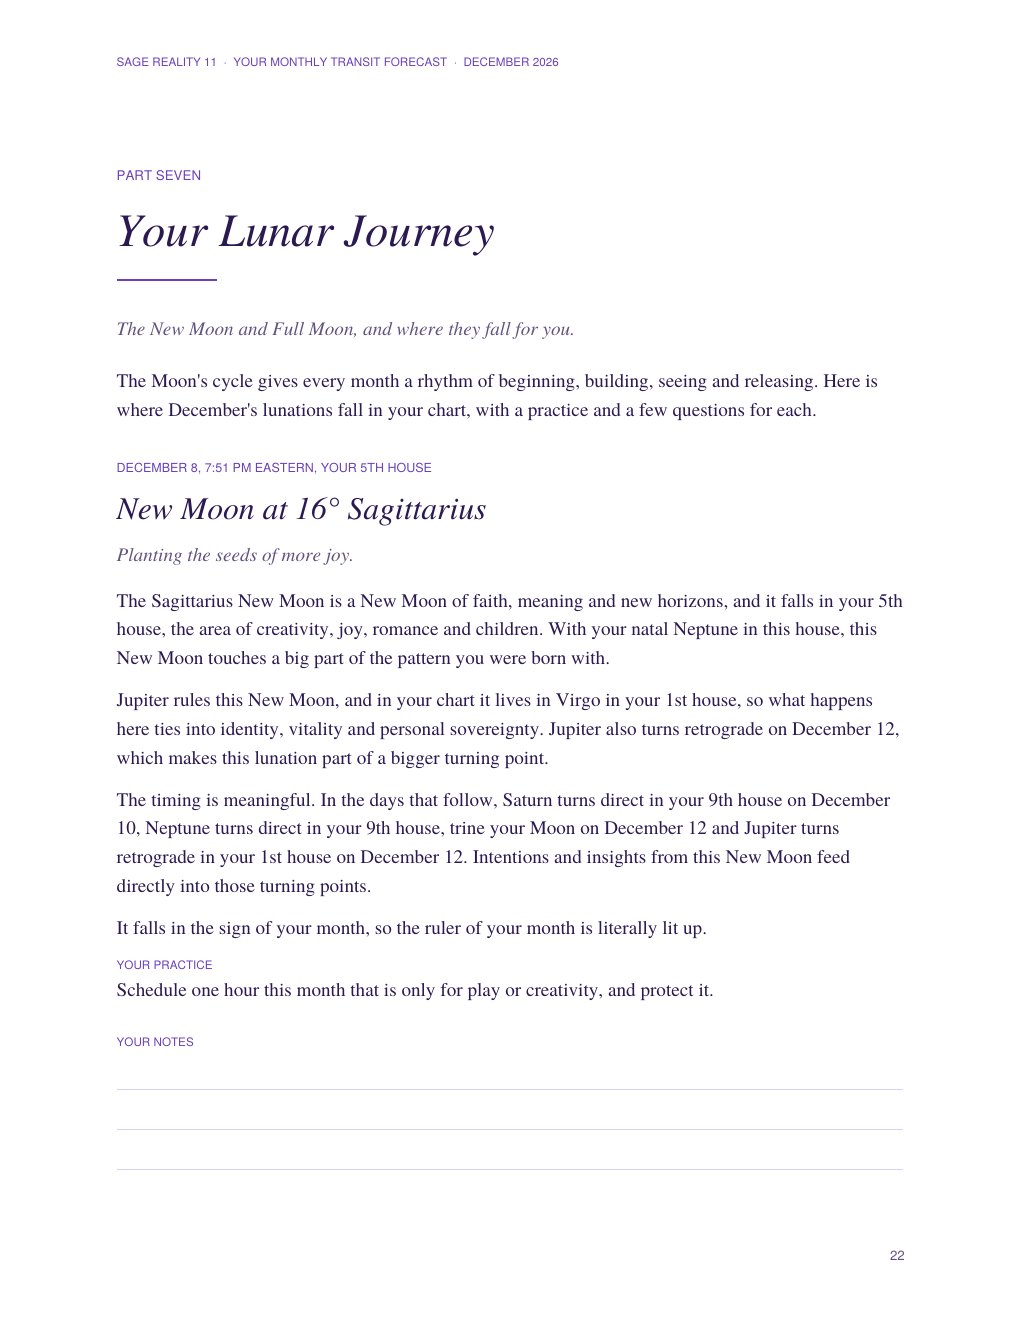 SAGE REALITY 11 · YOUR MONTHLY TRANSIT FORECAST · DECEMBER 2026
PART SEVEN
Your Lunar Journey
The New Moon and Full Moon, and where they fall for you.
The Moon's cycle gives every month a rhythm of beginning, building, seeing and releasing. Here is
where December's lunations fall in your chart, with a practice and a few questions for each.
DECEMBER 8, 7:51 PM EASTERN, YOUR 5TH HOUSE
New Moon at 16° Sagittarius
Planting the seeds of more joy.
The Sagittarius New Moon is a New Moon of faith, meaning and new horizons, and it falls in your 5th
house, the area of creativity, joy, romance and children. With your natal Neptune in this house, this
New Moon touches a big part of the pattern you were born with.
Jupiter rules this New Moon, and in your chart it lives in Virgo in your 1st house, so what happens
here ties into identity, vitality and personal sovereignty. Jupiter also turns retrograde on December 12,
which makes this lunation part of a bigger turning point.
The timing is meaningful. In the days that follow, Saturn turns direct in your 9th house on December
10, Neptune turns direct in your 9th house, trine your Moon on December 12 and Jupiter turns
retrograde in your 1st house on December 12. Intentions and insights from this New Moon feed
directly into those turning points.
It falls in the sign of your month, so the ruler of your month is literally lit up.
YOUR PRACTICE
Schedule one hour this month that is only for play or creativity, and protect it.
YOUR NOTES
22